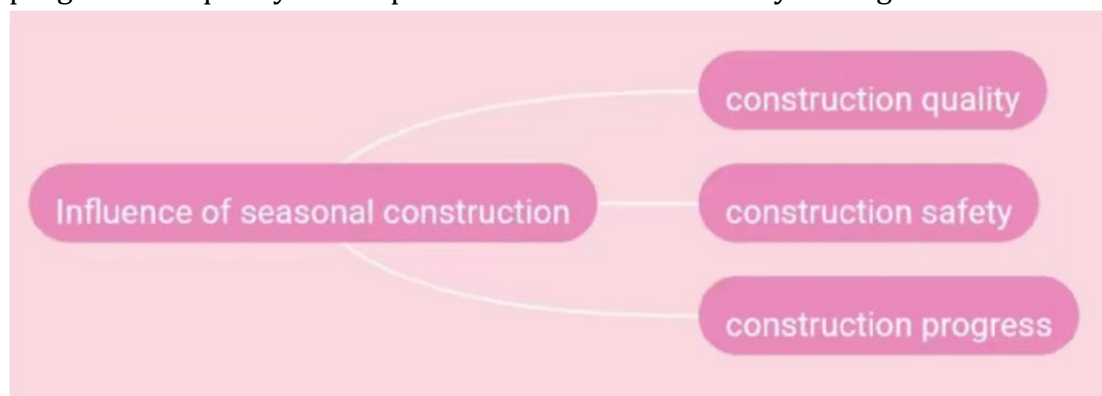 construction quality
Influence of seasonal construction
construction safety
construction progress